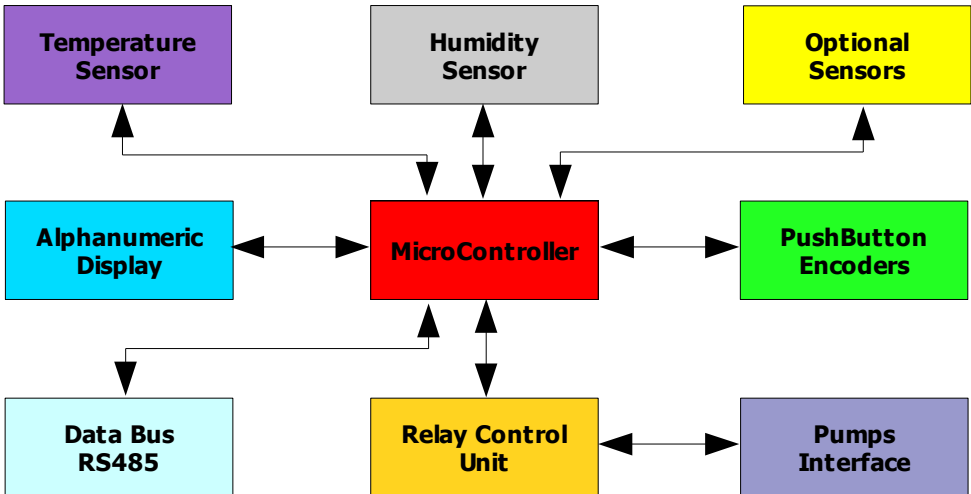 Temperature
Sensor
Humidity
Sensor
Optional
Sensors
Alphanumeric
Display
MicroController
PushButton
Encoders
Data Bus
RS485
Relay Control
Unit
Pumps
Interface